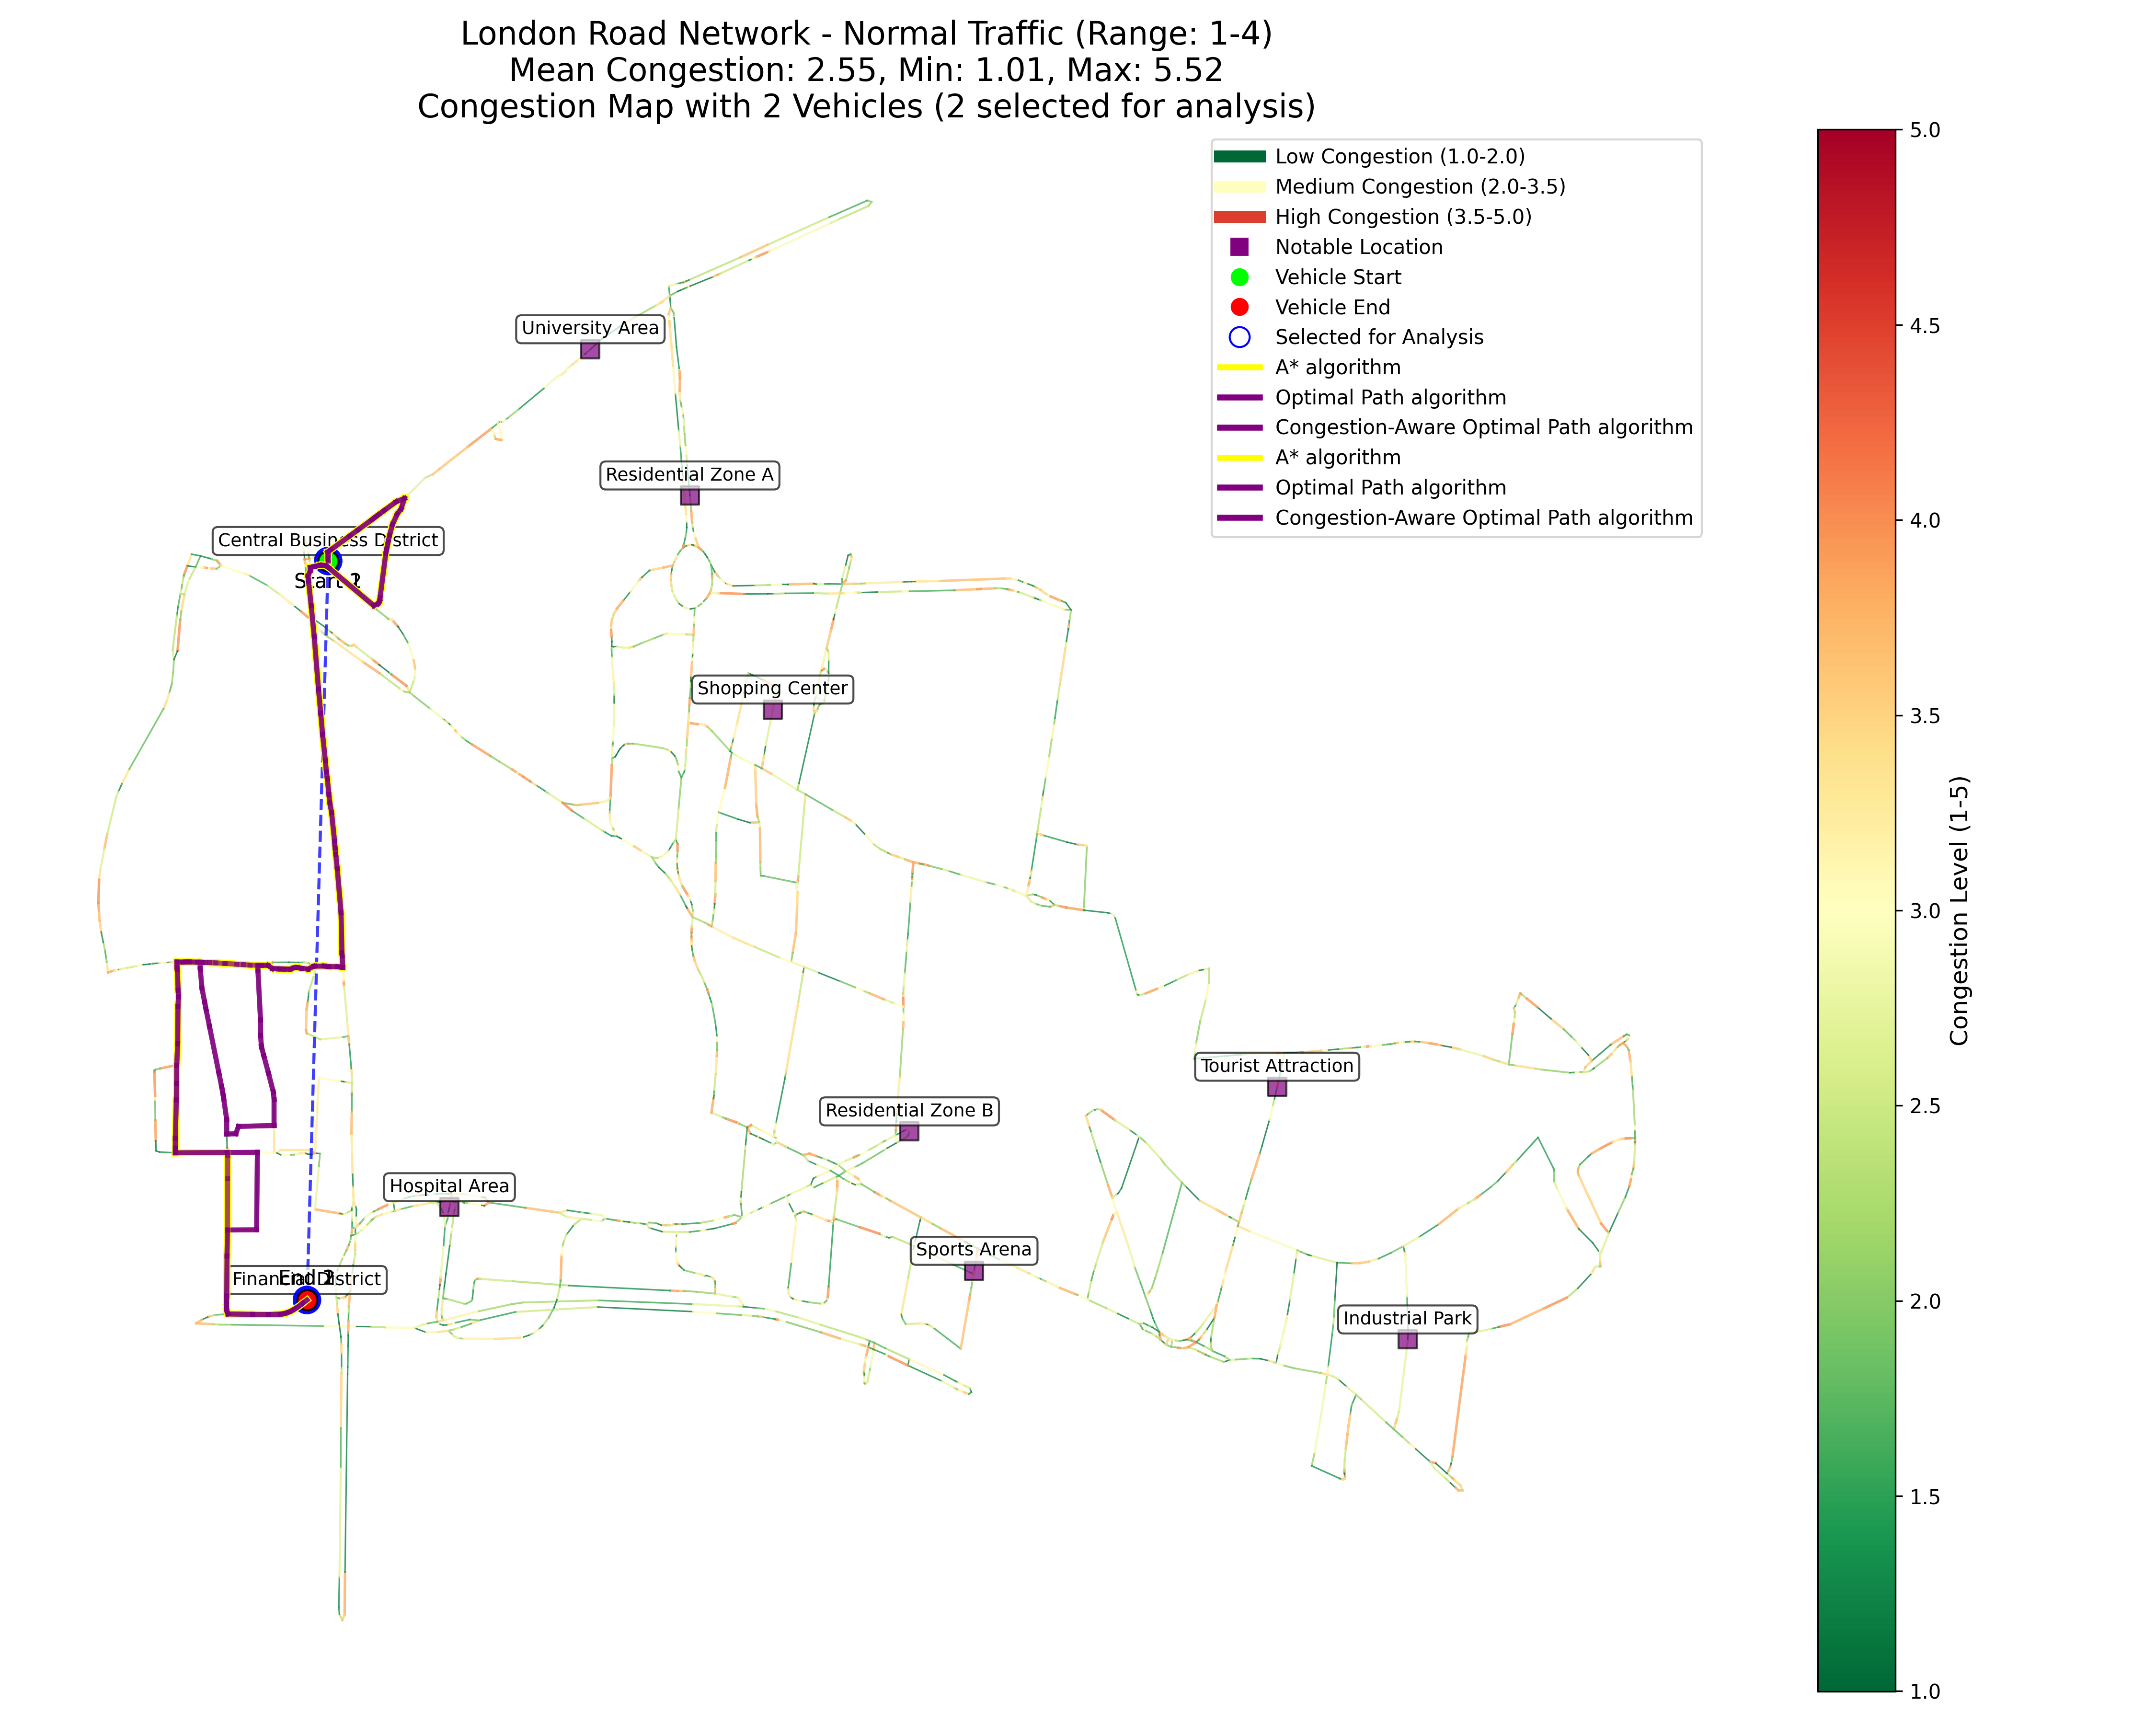 London Road Network - Normal Traffic (Range: 1-4)
Mean Congestion: 2.55, Min: 1.01, Max: 5.52
Congestion Map with 2 Vehicles (2 selected for analysis)
Low Congestion (1.0-2.0)
Medium Congestion (2.0-3.5)
High Congestion (3.5-5.0)
Notable Location
Vehicle Start
Vehicle End
Selected for Analysis
A* algorithm
Optimal Path algorithm
Congestion-Aware Optimal Path algorithm
A* algorithm
Optimal Path algorithm
Congestion-Aware Optimal Path algorithm
University Area
Residential Zone A
Central Business District
Start
Shopping Center
Tourist Attraction
Residential Zone B
Hospital Area
Sports Arena
Financial District
End
Industrial Park
5.0
4.5
4.0
3.5
3.0
2.5
2.0
1.5
1.0
Congestion Level (1-5)